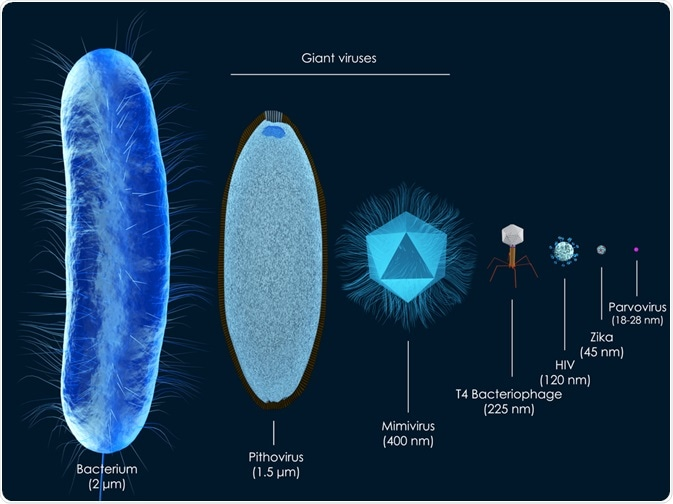 Giant viruses
Bacterium
(2 µm)
Pithovirus
(1.5 µm)
Mimivirus
(400 nm)
T4 Bacteriophage
(225 nm)
HIV
(120 nm)
Zika
(45 nm)
Parvovirus
(18-28 nm)